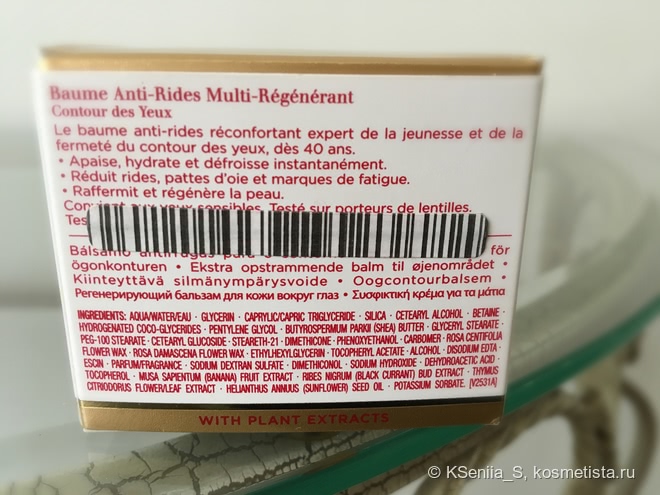 Baume Anti-Rides Multi-Régénérant
Contour des Yeux
Le baume anti-rides réconfortant expert de la jeunesse et de la
fermeté du contour des yeux, dès 40 ans.
• Apaise, hydrate et défroisse instantanément.
• Réduit rides, pattes d'oie et marques de fatigue.
• Raffermit et régénère la peau.
Convient aux yeux sensibles. Testé sur porteurs de lentilles.
Tes
Bálsamo antiarrugas para för
ögonkonturen • Ekstra opstrammende balm til øjenområdet •
Kiinteyttävä silmänympärysvoide • Oogcontourbalsem •
Регенерирующий бальзам для кожи вокруг глаз • Συσφικτική κρέμα για τα μάτια
INGREDIENTS: AQUA/WATER/EAU · GLYCERIN · CAPRYLIC/CAPRIC TRIGLYCERIDE · SILICA · CETEARYL ALCOHOL · BETAINE ·
HYDROGENATED COCO-GLYCERIDES · PENTYLENE GLYCOL · BUTYROSPERMUM PARKII (SHEA) BUTTER · GLYCERYL STEARATE ·
PEG-100 STEARATE · CETEARYL GLUCOSIDE · STEARETH-21 · DIMETHICONE · PHENOXYETHANOL · CARBOMER · ROSA CENTIFOLIA
FLOWER WAX · ROSA DAMASCENA FLOWER WAX · ETHYLHEXYLGLYCERIN · TOCOPHERYL ACETATE · ALCOHOL · DISODIUM EDTA ·
ESCIN · PARFUM/FRAGRANCE · SODIUM DEXTRAN SULFATE · DIMETHICONOL · SODIUM HYDROXIDE · DEHYDROACETIC ACID ·
TOCOPHEROL · MUSA SAPIENTUM (BANANA) FRUIT EXTRACT · RIBES NIGRUM (BLACK CURRANT) BUD EXTRACT · THYMUS
CITRIODORUS FLOWER/LEAF EXTRACT · HELIANTHUS ANNUUS (SUNFLOWER) SEED OIL · POTASSIUM SORBATE. [V2531A]
WITH PLANT EXTRACTS
© KSeniia_S, kosmetista.ru